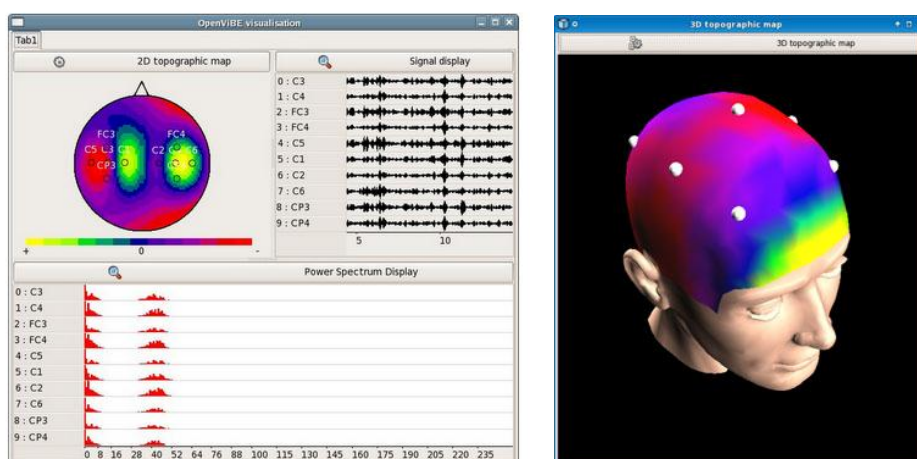 OpenViBE visualisation
Tab1
2D topographic map
FC3 FC4
C5 C3 C2 C6
CP3
+ 0 -
Signal display
0 : C3
1 : C4
2 : FC3
3 : FC4
4 : C5
5 : C1
6 : C2
7 : C6
8 : CP3
9 : CP4
5 10
Power Spectrum Display
0 : C3
1 : C4
2 : FC3
3 : FC4
4 : C5
5 : C1
6 : C2
7 : C6
8 : CP3
9 : CP4
0 8 16 28 40 52 64 76 88 100 115 130 145 160 175 190 205 220 235
3D topographic map
3D topographic map